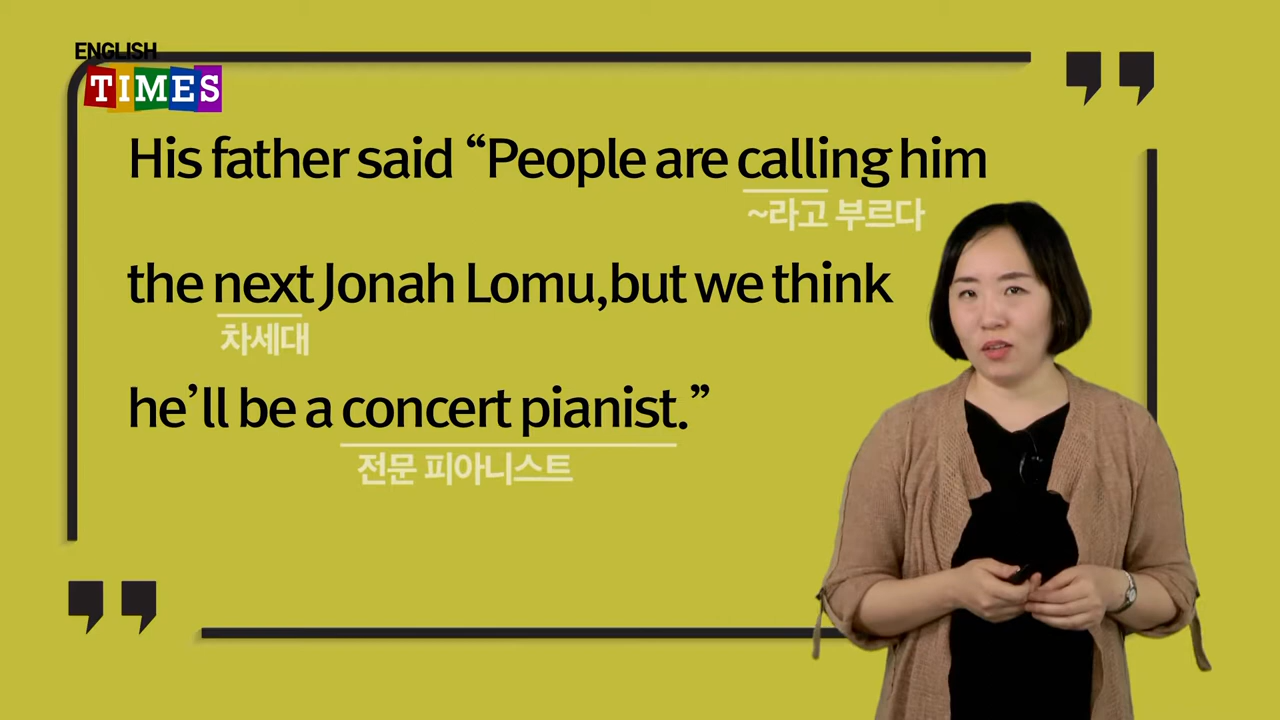 ENGLISH
TIMES
His father said “People are calling him
~라고 부르다
the next Jonah Lomu,but we think
차세대
he’ll be a concert pianist.”
전문 피아니스트